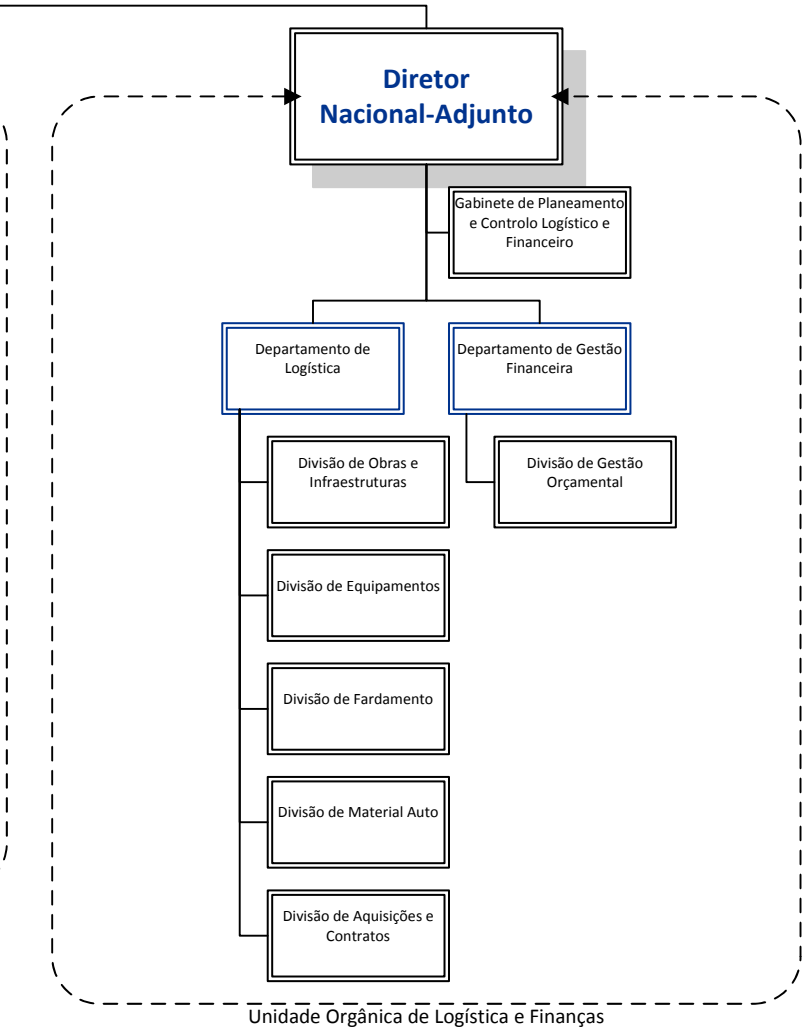 Diretor
Nacional-Adjunto
Gabinete de Planeamento
e Controlo Logístico e
Financeiro
Departamento de
Logística
Departamento de Gestão
Financeira
Divisão de Obras e
Infraestruturas
Divisão de Gestão
Orçamental
Divisão de Equipamentos
Divisão de Fardamento
Divisão de Material Auto
Divisão de Aquisições e
Contratos
Unidade Orgânica de Logística e Finanças